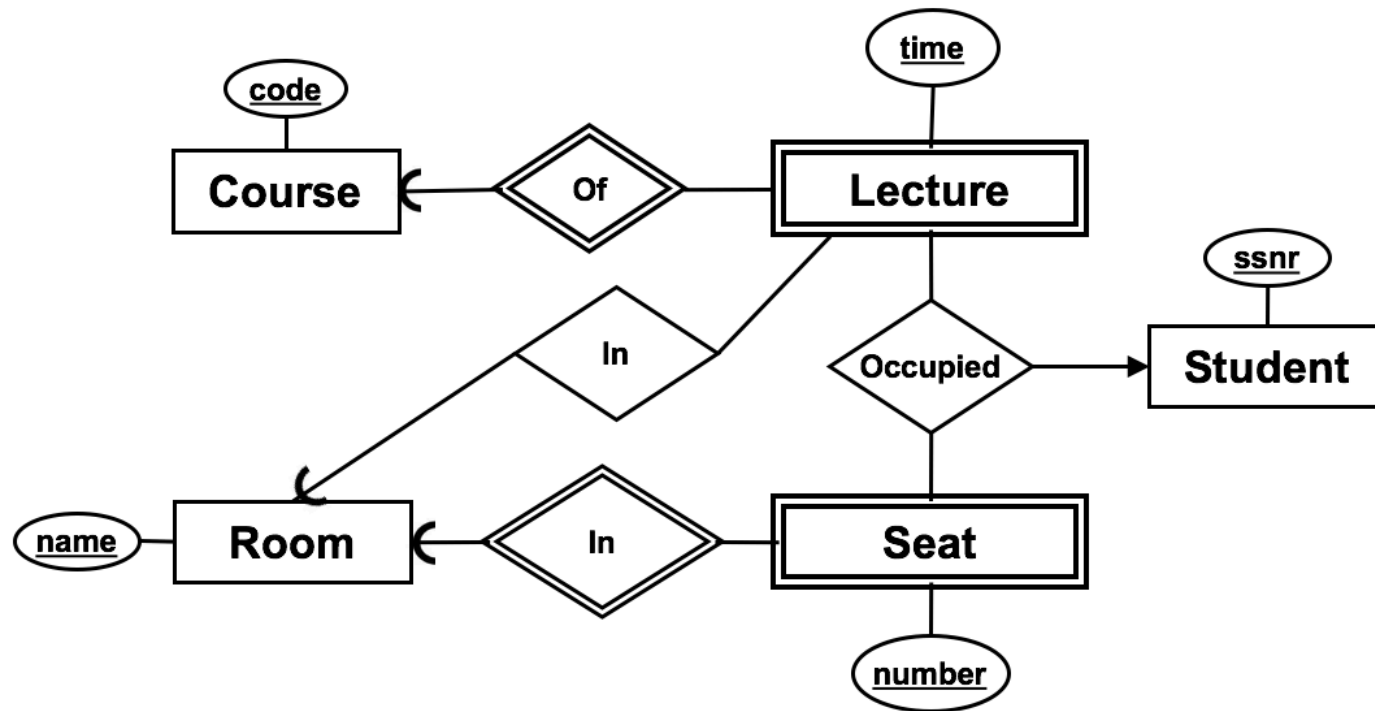 time
code
Course
Of
Lecture
ssnr
In
Occupied
Student
name
Room
In
Seat
number